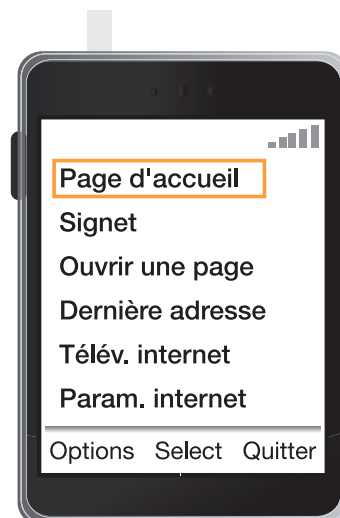 Page d'accueil
Signet
Ouvrir une page
Dernière adresse
Télév. internet
Param. internet
Options Select Quitter